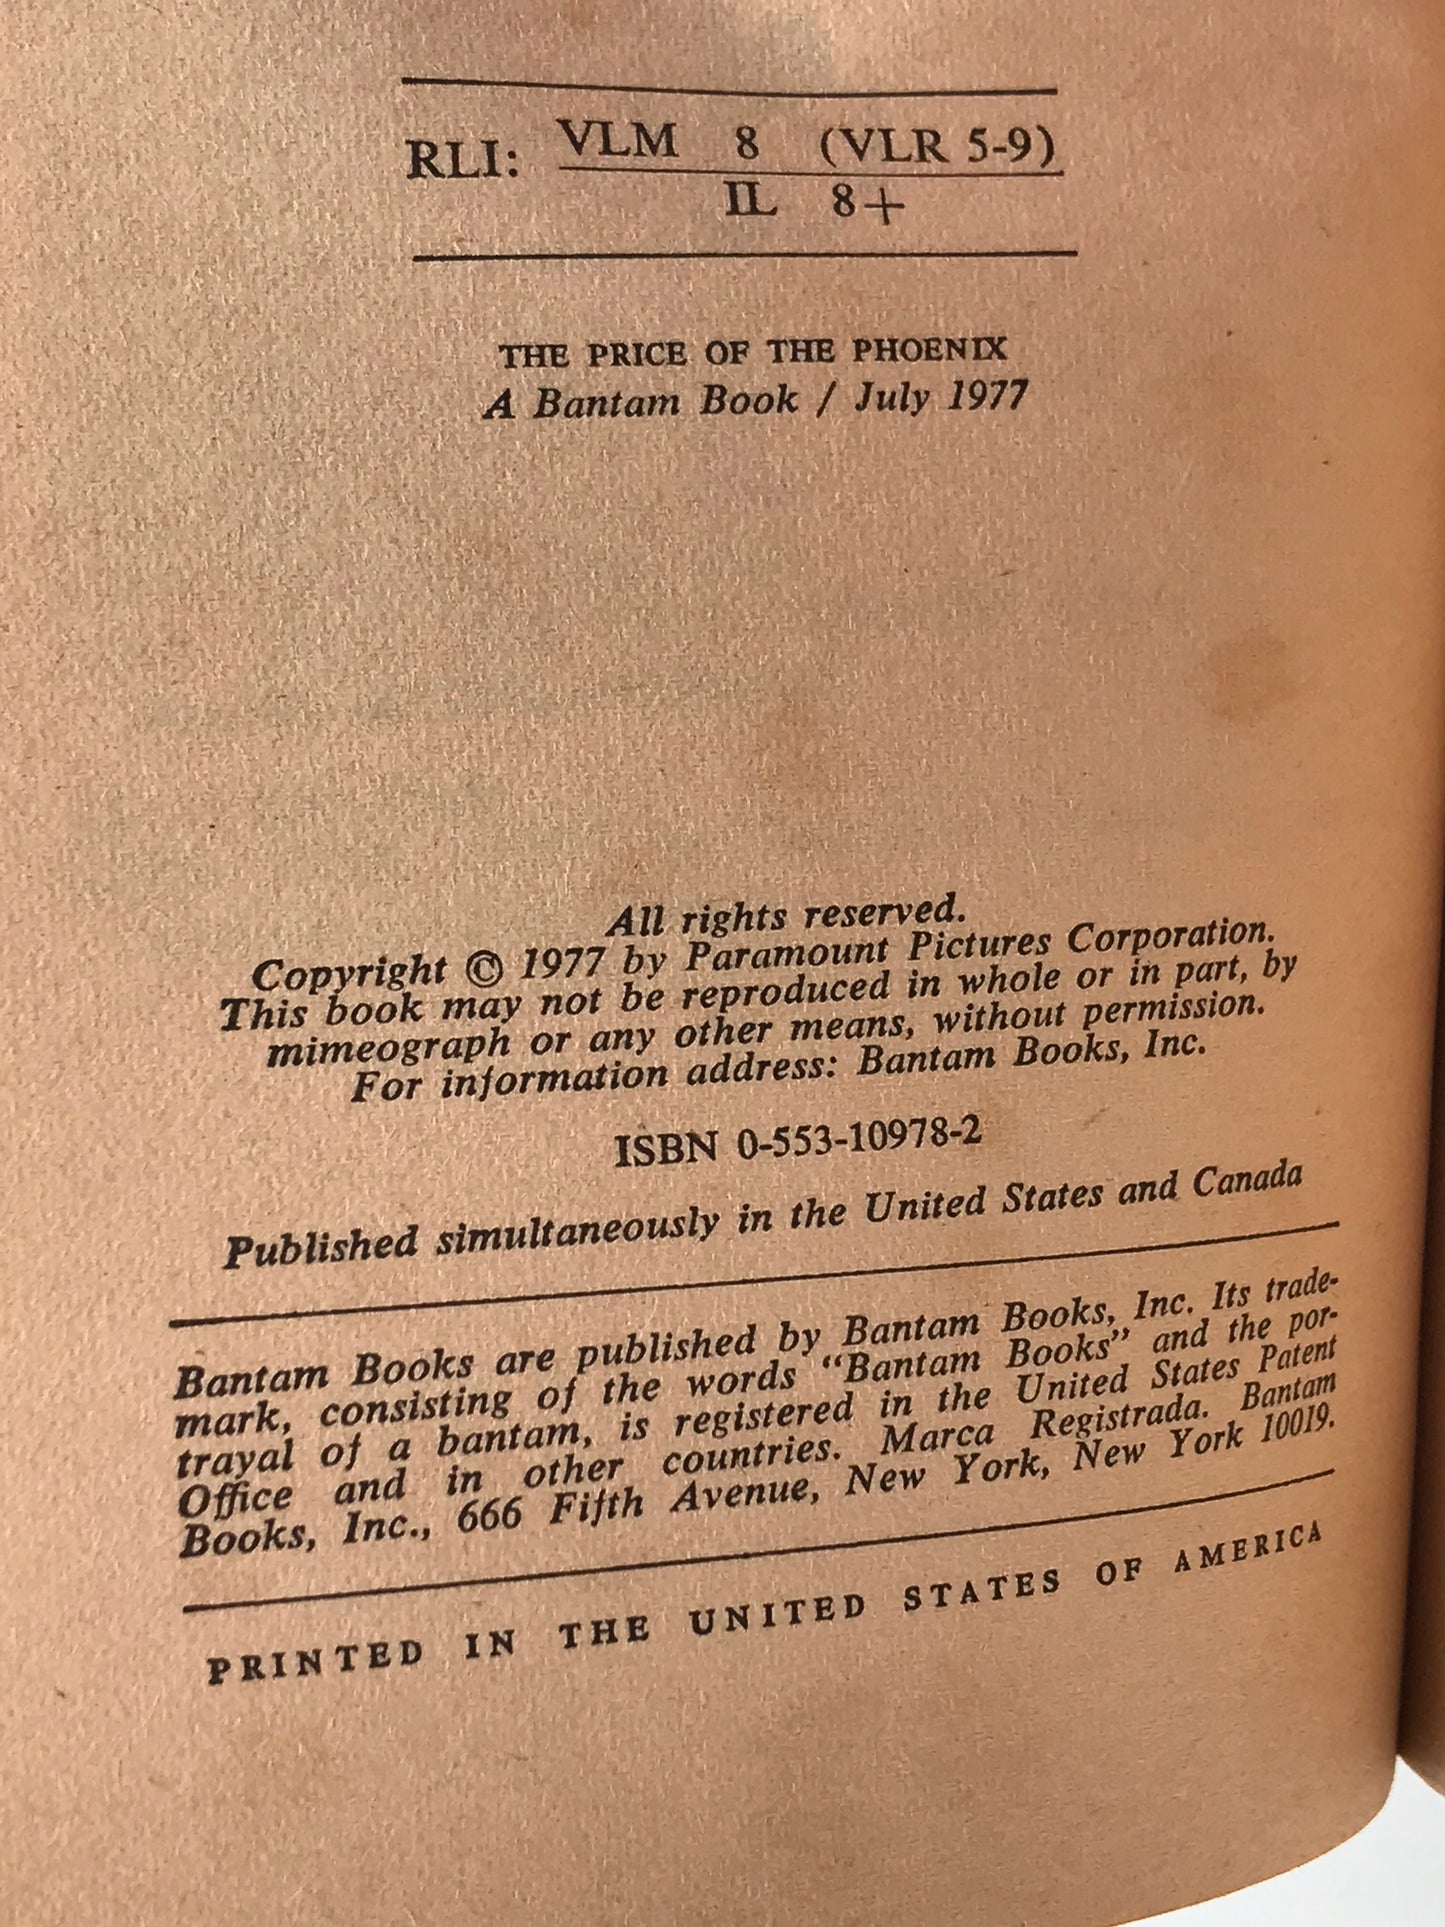 RLI: VLM 8 (VLR 5-9)
IL 8+
THE PRICE OF THE PHOENIX
A Bantam Book / July 1977
All rights reserved.
Copyright © 1977 by Paramount Pictures Corporation.
This book may not be reproduced in whole or in part, by
mimeograph or any other means, without permission.
For information address: Bantam Books, Inc.
ISBN 0-553-10978-2
Published simultaneously in the United States and Canada
Bantam Books are published by Bantam Books, Inc. Its trade-
mark, consisting of the words "Bantam Books" and the por-
trayal of a bantam, is registered in the United States Patent
Office and in other countries. Marca Registrada. Bantam
Books, Inc., 666 Fifth Avenue, New York, New York 10019.
PRINTED IN THE UNITED STATES OF AMERICA